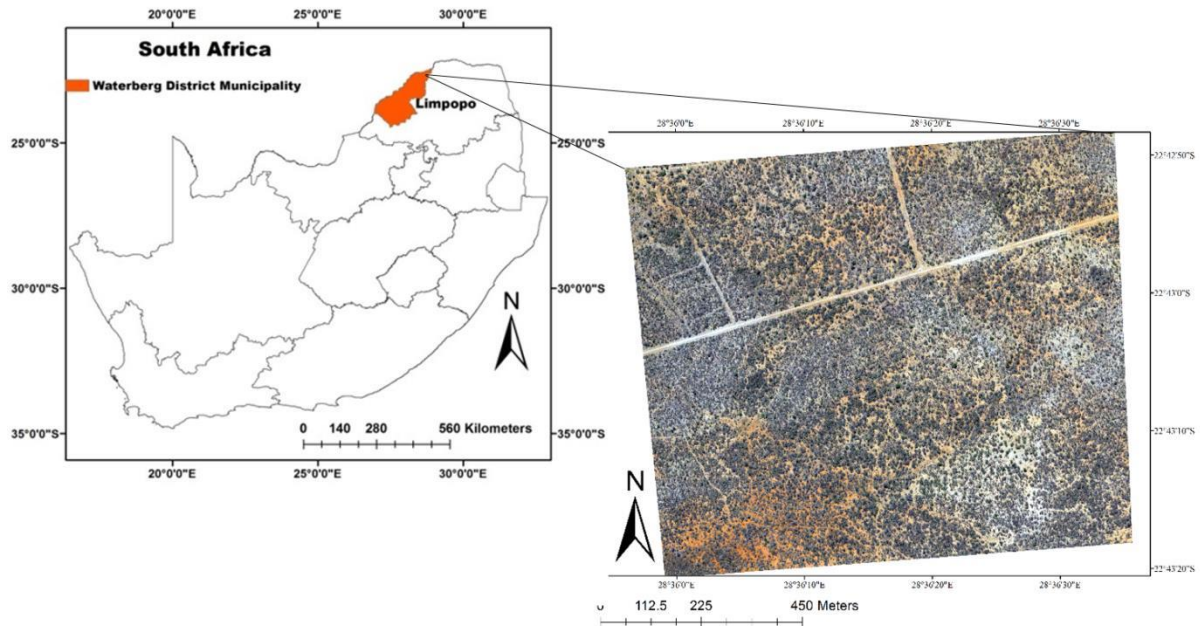 20°0'0"E 25°0'0"E 30°0'0"E
South Africa
Waterberg District Municipality
Limpopo
25°0'0"S
25°0'0"S
30°0'0"S
30°0'0"S
35°0'0"S
35°0'0"S
N
0 140 280 560 Kilometers
20°0'0"E 25°0'0"E 30°0'0"E
28°36'0"E 28°36'10"E 28°36'20"E 28°36'30"E
22°42'50"S
22°43'0"S
22°43'10"S
22°43'20"S
N
28°36'0"E 28°36'10"E 28°36'20"E 28°36'30"E
112.5 225 450 Meters